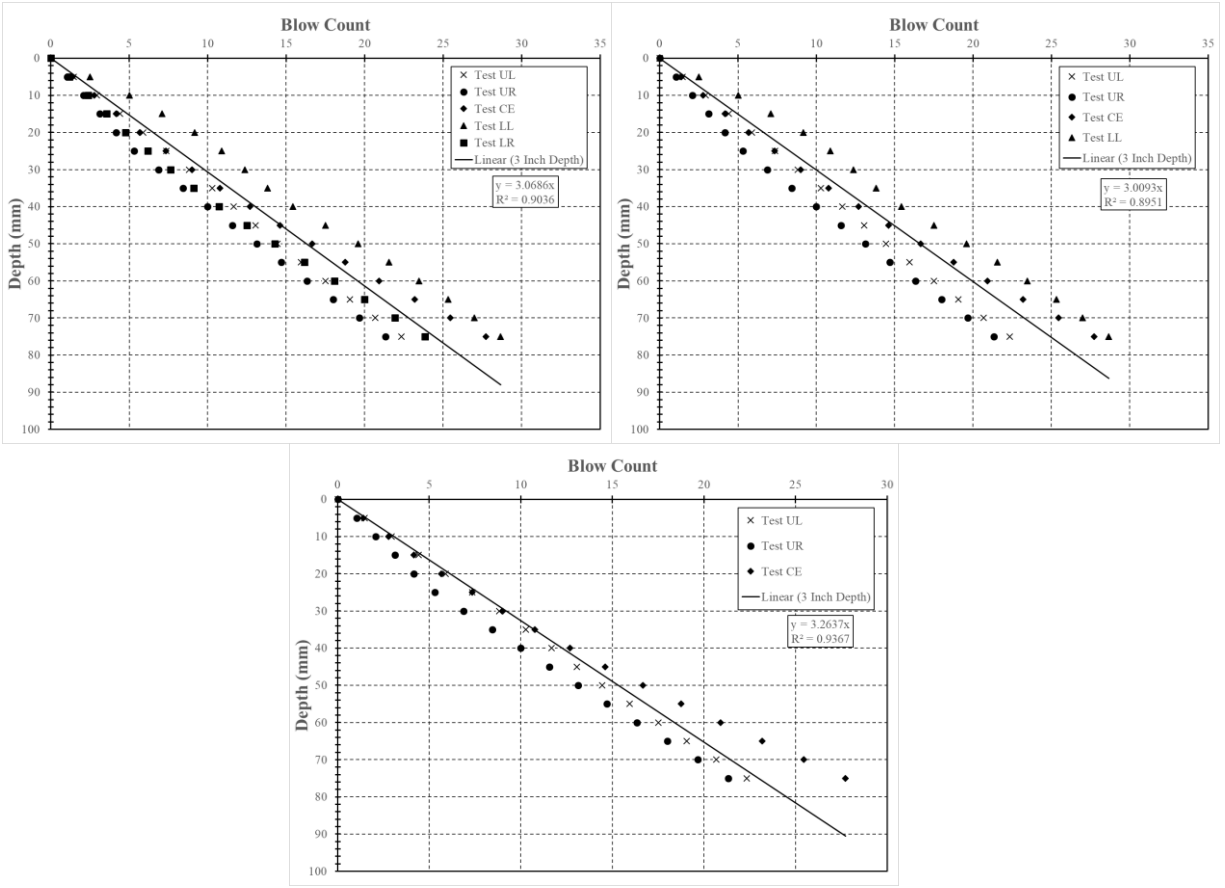 Blow Count
0 5 10 15 20 25 30 35
0
10
20
30
40
50
60
70
80
90
100
Depth (mm)
Test UL
Test UR
Test CE
Test LL
Test LR
Linear (3 Inch Depth)
y = 3.0686x
R² = 0.9036
Blow Count
0 5 10 15 20 25 30 35
0
10
20
30
40
50
60
70
80
90
100
Depth (mm)
Test UL
Test UR
Test CE
Test LL
Linear (3 Inch Depth)
y = 3.0093x
R² = 0.8951
Blow Count
0 5 10 15 20 25 30
0
10
20
30
40
50
60
70
80
90
100
Depth (mm)
Test UL
Test UR
Test CE
Linear (3 Inch Depth)
y = 3.2637x
R² = 0.9367